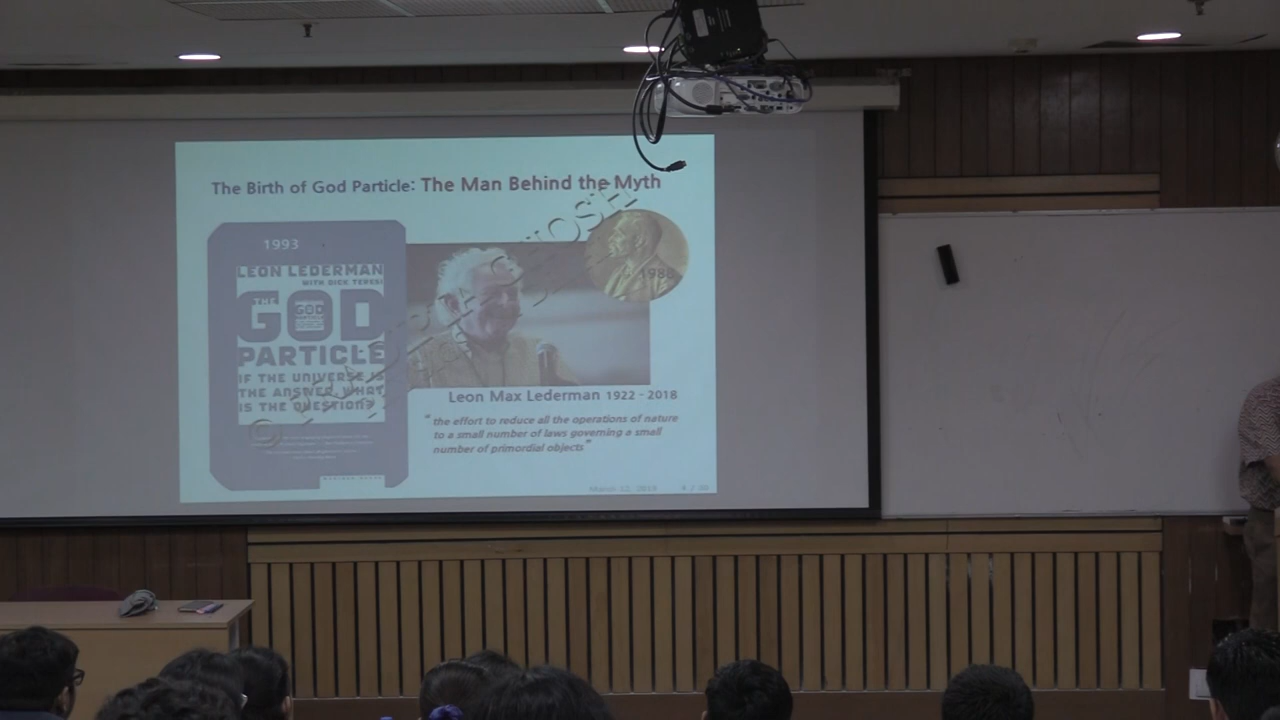 The Birth of God Particle: The Man Behind the Myth
1993
LEON LEDERMAN
WITH DICK TERESI
THE
GOD
PARTICLE
IF THE UNIVERSE IS
THE ANSWER, WHAT
IS THE QUESTION?
1988
Leon Max Lederman 1922 - 2018
"the effort to reduce all the operations of nature
to a small number of laws governing a small
number of primordial objects"